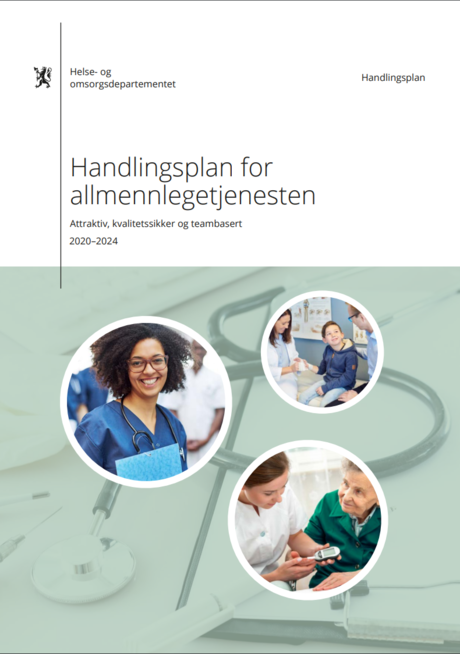 Helse- og
omsorgsdepartementet
Handlingsplan
Handlingsplan for
allmennlegetjenesten
Attraktiv, kvalitetssikker og teambasert
2020–2024